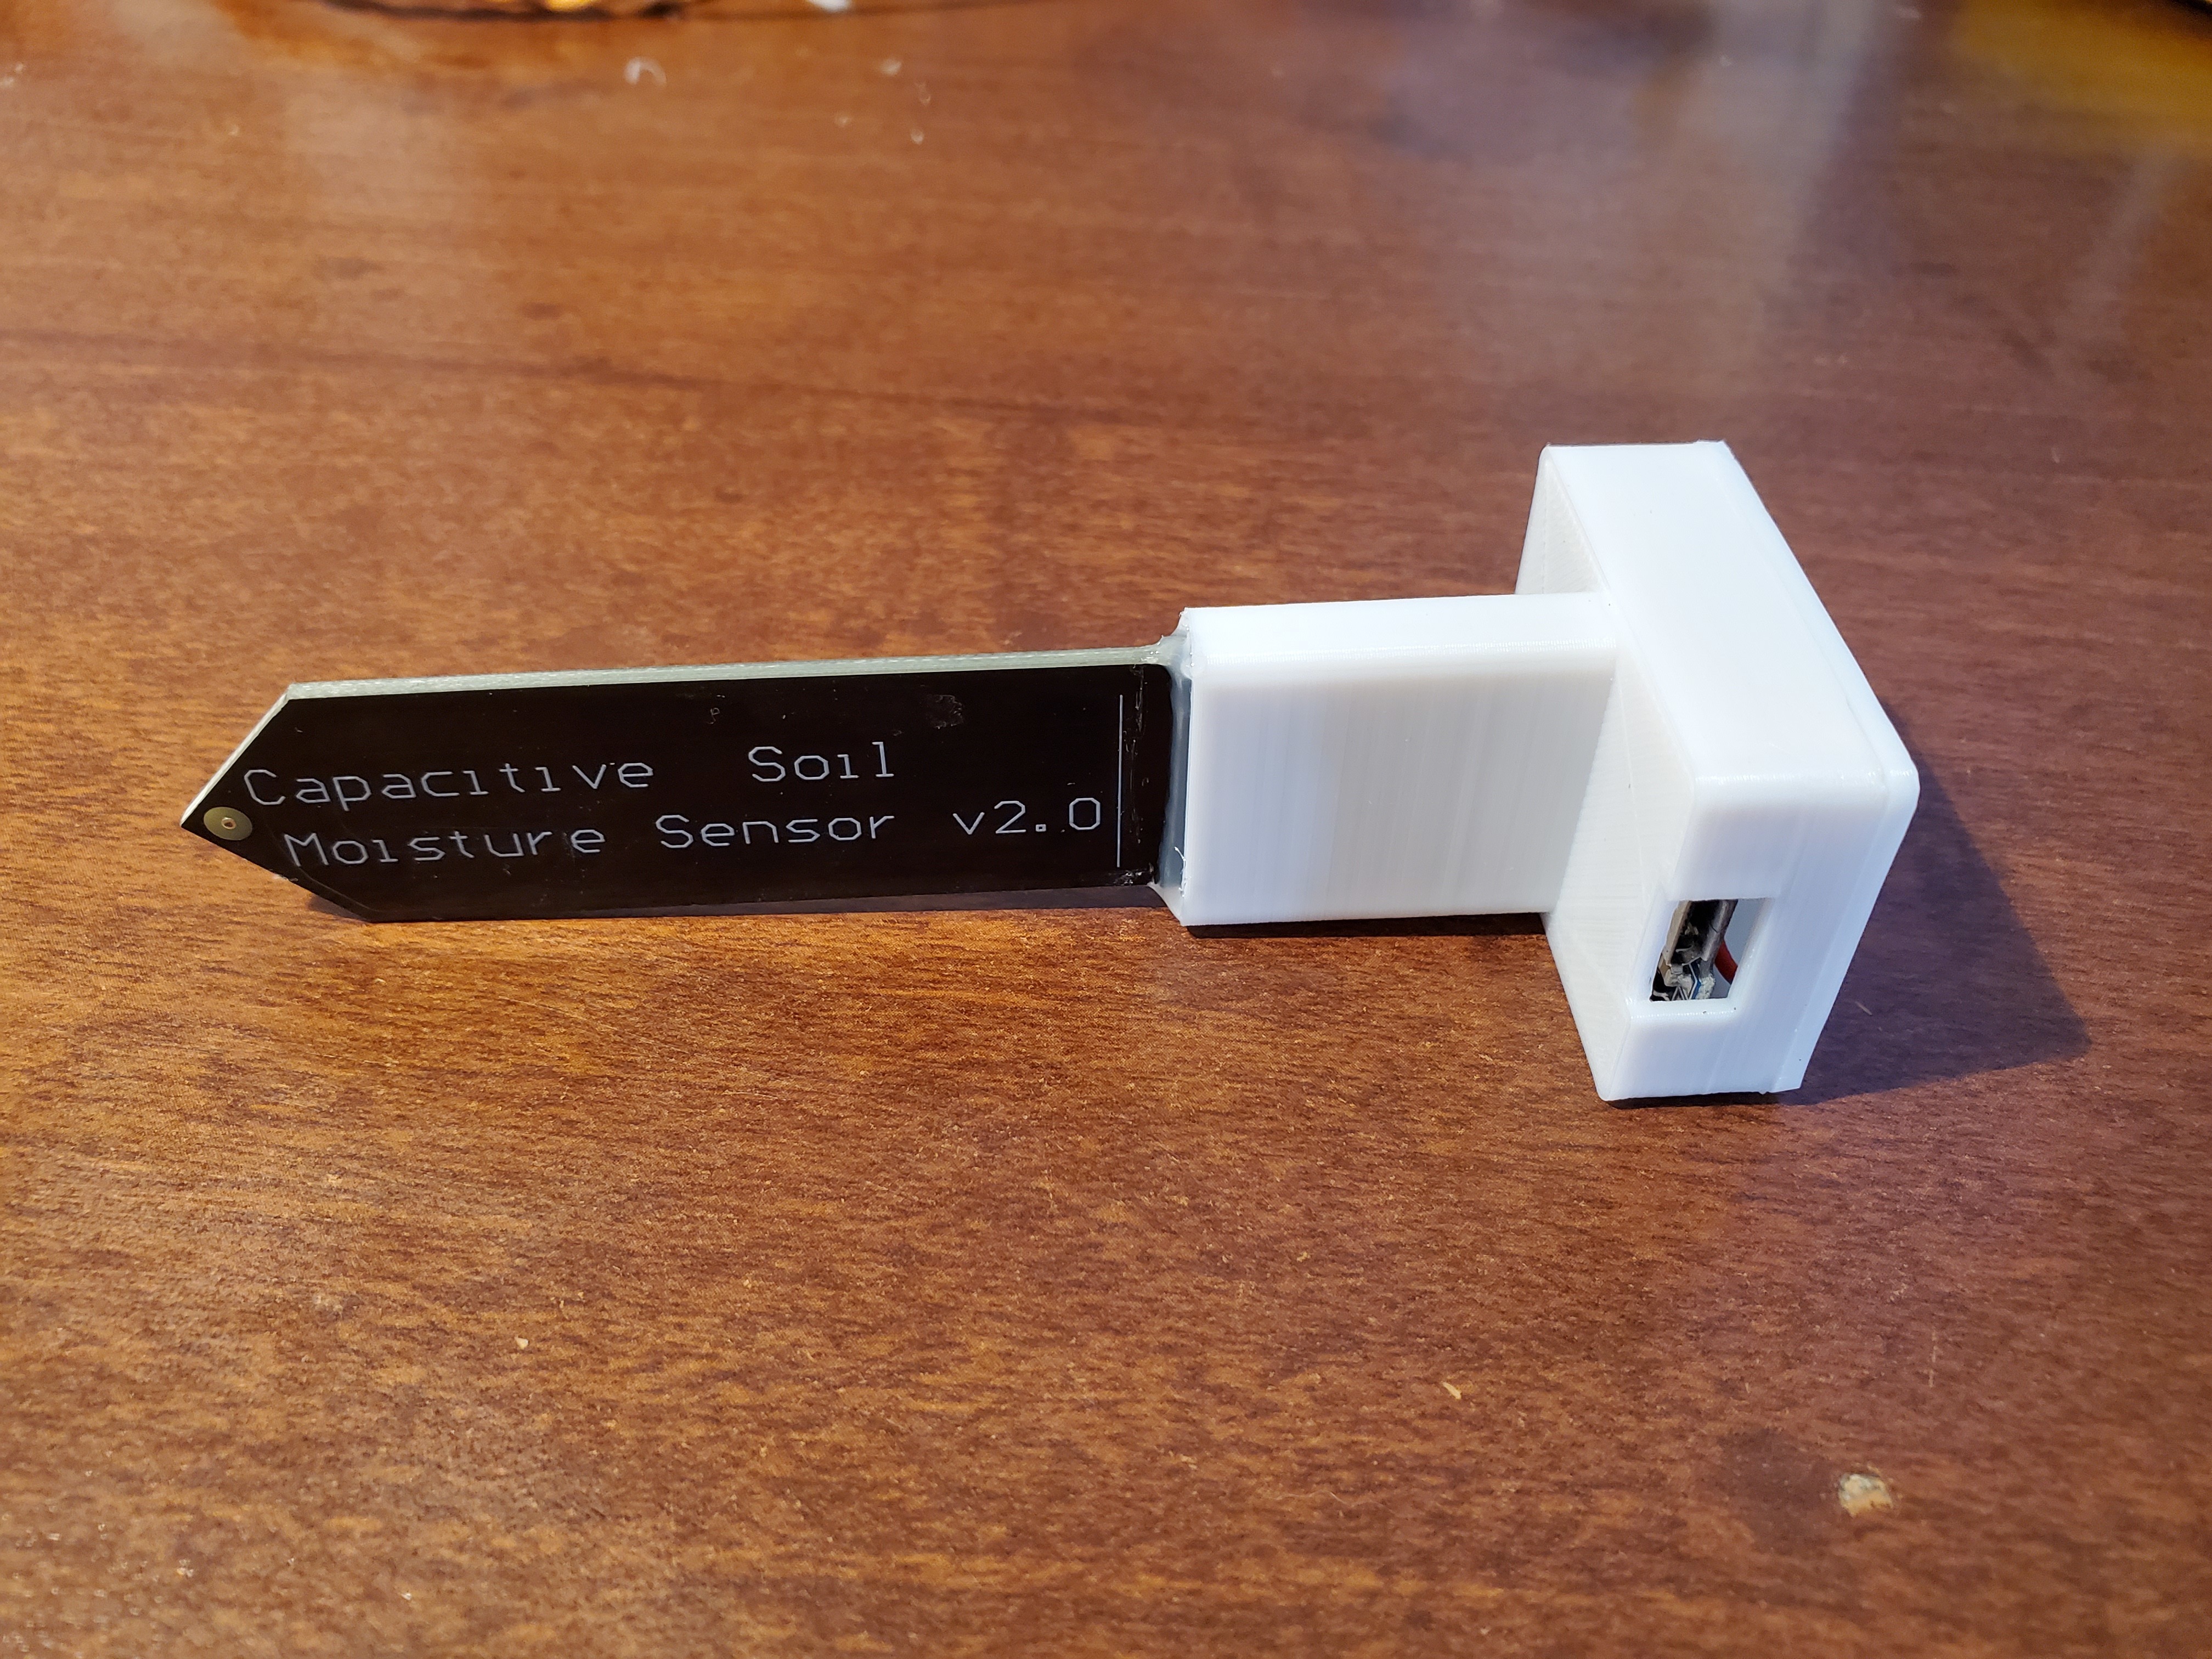 Capacitive Soil
Moisture Sensor v2.0